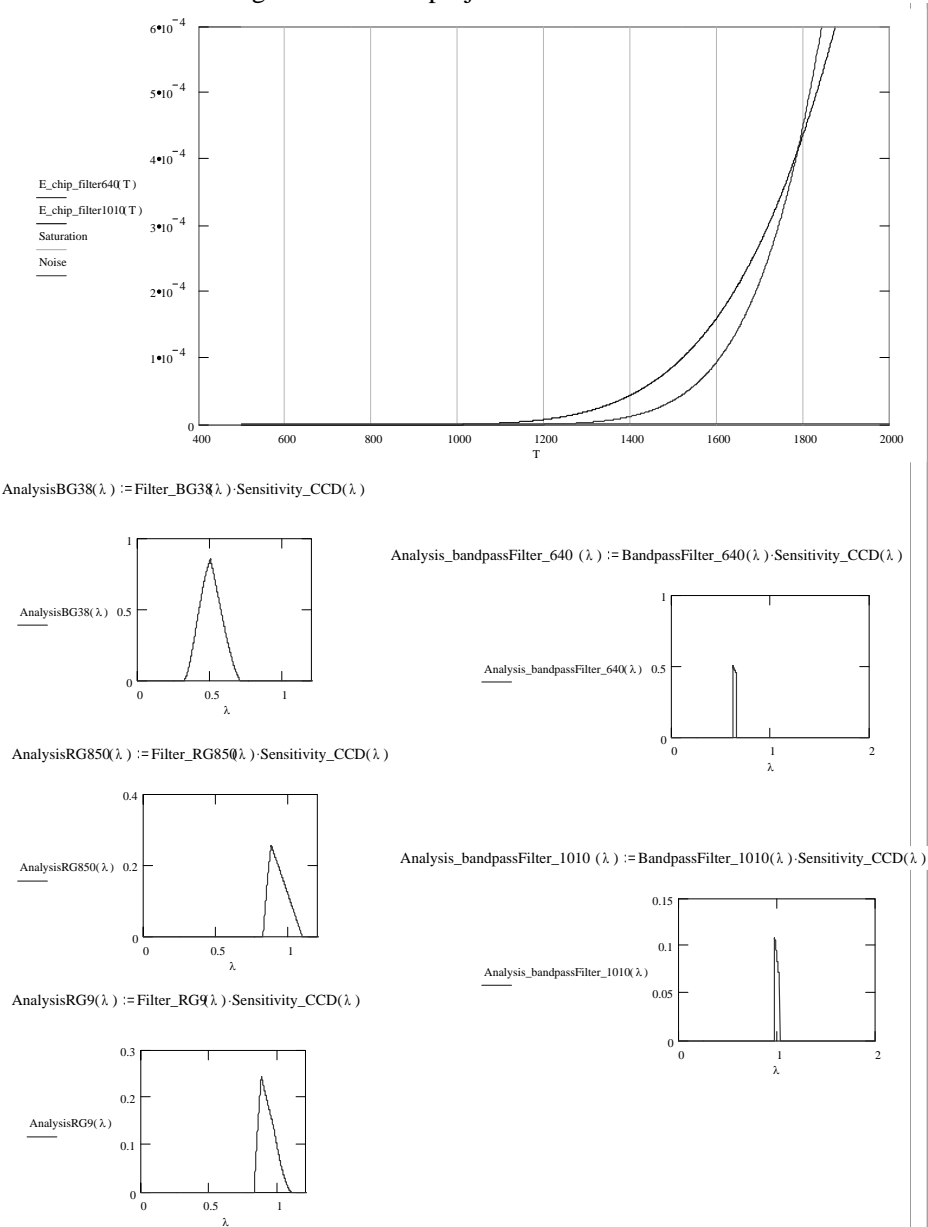 6•10⁻⁴
5•10⁻⁴
4•10⁻⁴
3•10⁻⁴
2•10⁻⁴
1•10⁻⁴
0
E_chip_filter640(T)
E_chip_filter1010(T)
Saturation
Noise
400 600 800 1000 1200 1400 1600 1800 2000
T
AnalysisBG38(λ) := Filter_BG38(λ)·Sensitivity_CCD(λ)
1
0.5
0
AnalysisBG38(λ)
0 0.5 1
λ
Analysis_bandpassFilter_640 (λ) := BandpassFilter_640(λ)·Sensitivity_CCD(λ)
1
0.5
0
Analysis_bandpassFilter_640(λ)
0 1 2
λ
AnalysisRG850(λ) := Filter_RG850(λ)·Sensitivity_CCD(λ)
0.4
0.2
0
AnalysisRG850(λ)
0 0.5 1
λ
Analysis_bandpassFilter_1010 (λ) := BandpassFilter_1010(λ)·Sensitivity_CCD(λ)
0.15
0.1
0.05
0
Analysis_bandpassFilter_1010(λ)
0 1 2
λ
AnalysisRG9(λ) := Filter_RG9(λ)·Sensitivity_CCD(λ)
0.3
0.2
0.1
0
AnalysisRG9(λ)
0 0.5 1
λ